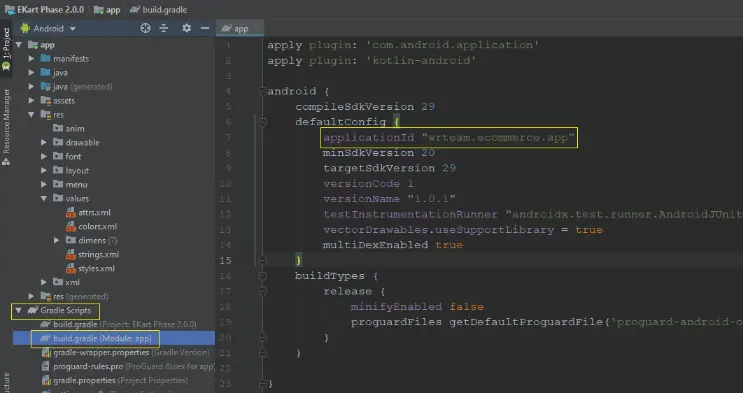 EKart Phase 2.0.0
app
build.gradle
Android
app
1: Project
Resource Manager
app
manifests
java
java (generated)
assets
res
anim
drawable
font
layout
menu
values
attrs.xml
colors.xml
dimens (7)
strings.xml
styles.xml
xml
res (generated)
Gradle Scripts
build.gradle (Project: EKart Phase 2.0.0)
build.gradle (Module: app)
gradle-wrapper.properties (Gradle Version)
proguard-rules.pro (ProGuard Rules for app)
gradle.properties (Project Properties)
1 apply plugin: 'com.android.application'
2 apply plugin: 'kotlin-android'
3
4 android {
5 compileSdkVersion 29
6 defaultConfig {
7 applicationId "wrteam.ecommerce.app"
8 minSdkVersion 20
9 targetSdkVersion 29
10 versionCode 1
11 versionName "1.0.1"
12 testInstrumentationRunner "androidx.test.runner.AndroidJUnit
13 vectorDrawables.useSupportLibrary = true
14 multiDexEnabled true
15 }
16 buildTypes {
17 release {
18 minifyEnabled false
19 proguardFiles getDefaultProguardFile('proguard-android-o
20 }
21 }
22
23 }